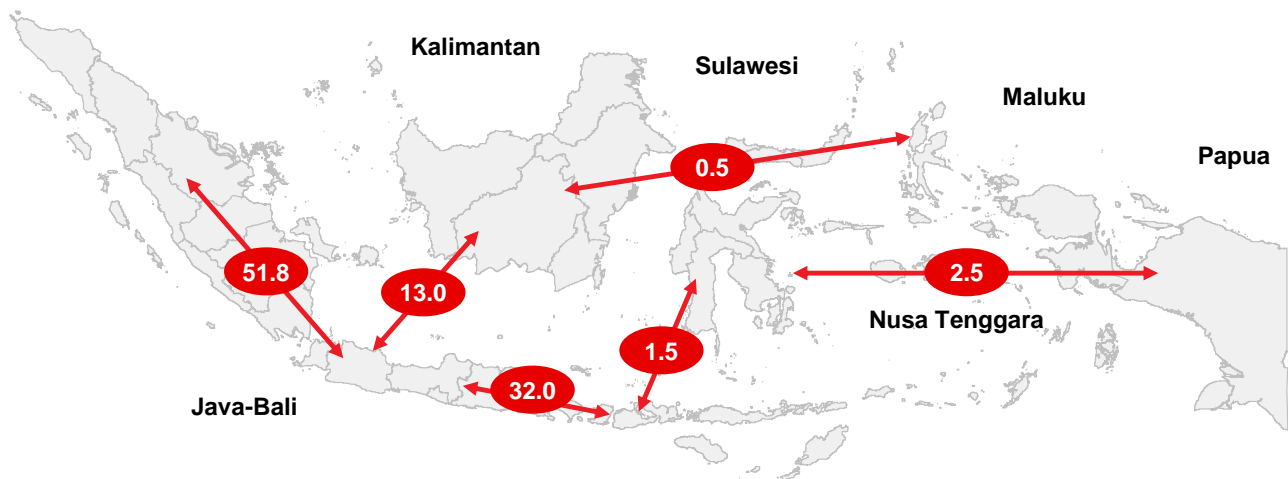 Kalimantan
Sulawesi
Maluku
Papua
0.5
51.8
13.0
2.5
Nusa Tenggara
1.5
32.0
Java-Bali